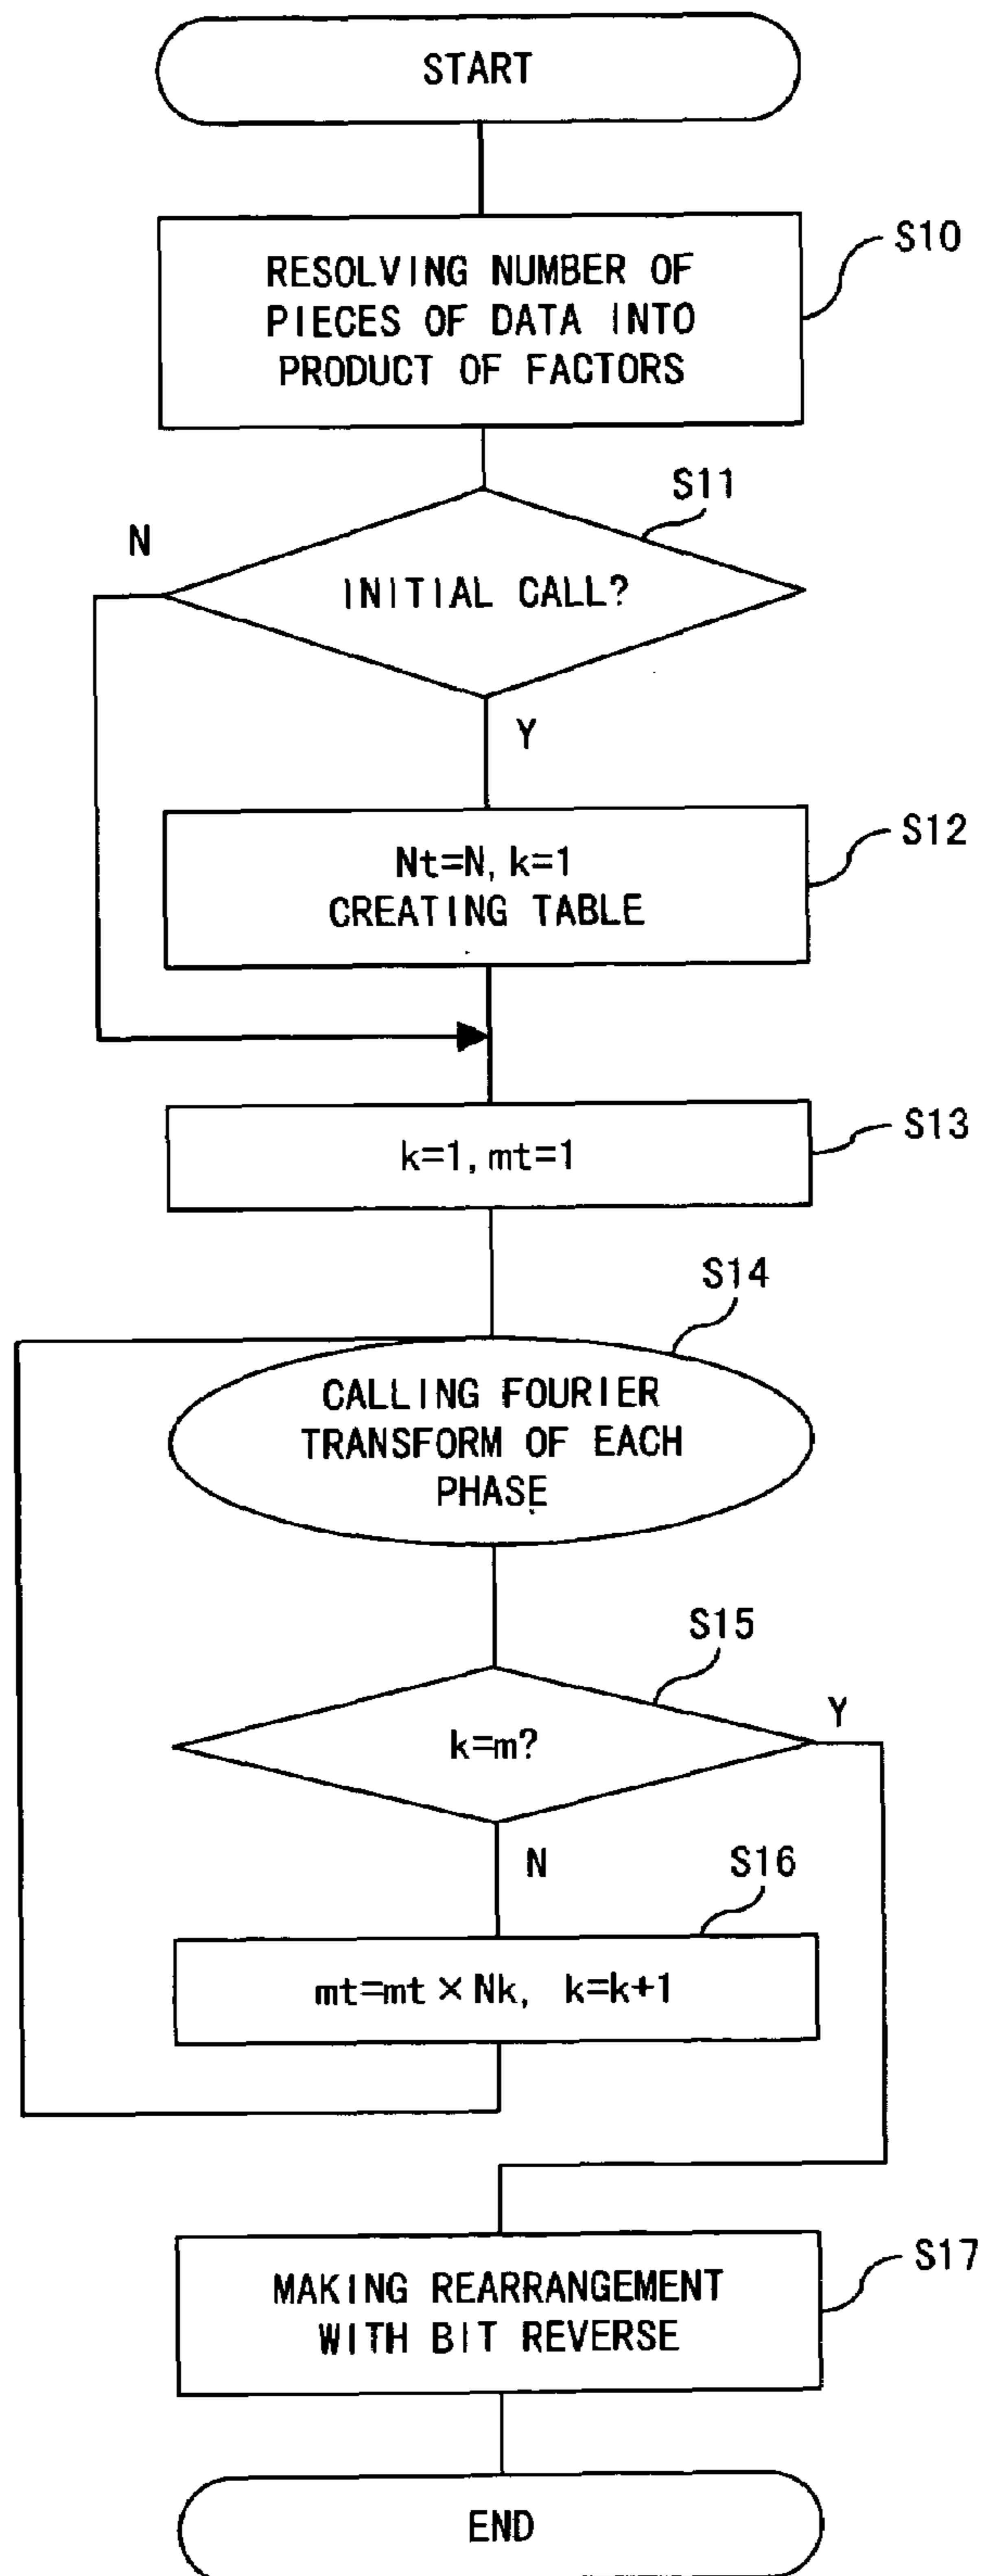 START
S10
RESOLVING NUMBER OF
PIECES OF DATA INTO
PRODUCT OF FACTORS
S11
N
INITIAL CALL?
Y
S12
Nt=N, k=1
CREATING TABLE
S13
k=1, mt=1
S14
CALLING FOURIER
TRANSFORM OF EACH
PHASE
S15
Y
k=m?
N
S16
mt=mt×Nk, k=k+1
S17
MAKING REARRANGEMENT
WITH BIT REVERSE
END